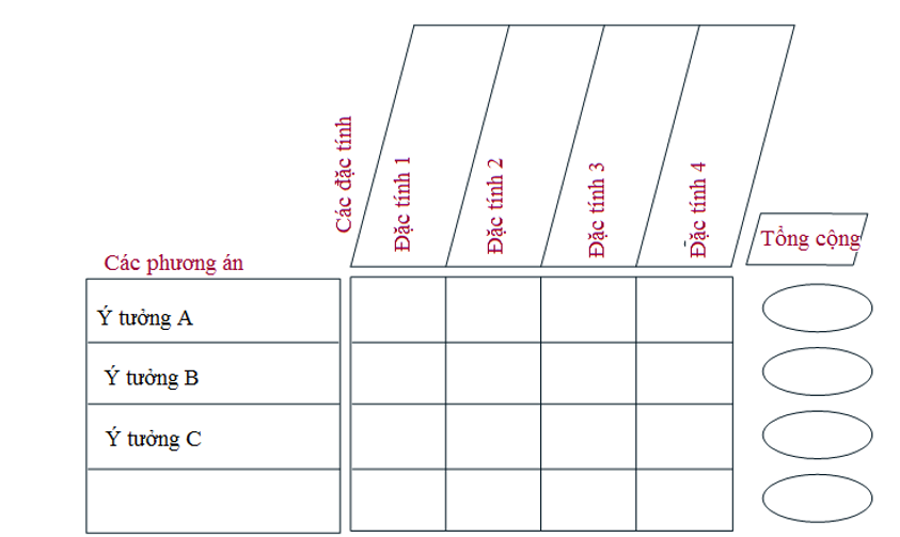 Các đặc tính
Đặc tính 1
Đặc tính 2
Đặc tính 3
Đặc tính 4
Tổng cộng
Các phương án
Ý tưởng A
Ý tưởng B
Ý tưởng C